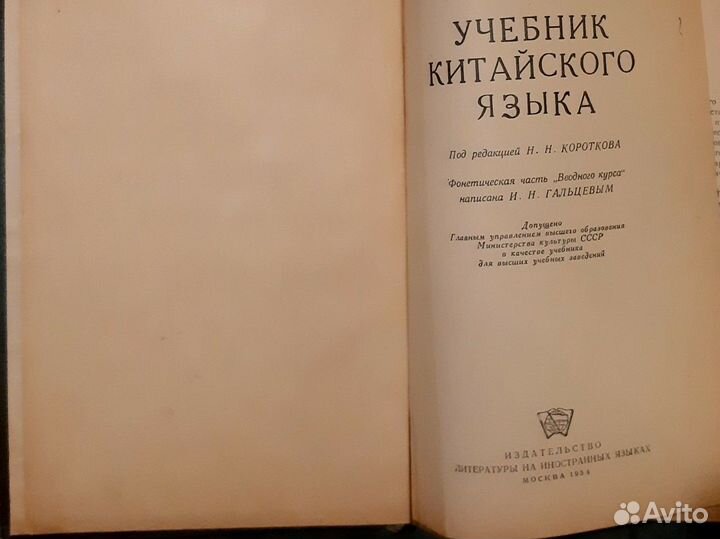 УЧЕБНИК
КИТАЙСКОГО
ЯЗЫКА
Под редакцией Н. Н. КОРОТКОВА
Фонетическая часть „Вводного курса“
написана И. Н. ГАЛЬЦЕВЫМ
Допущено
Главным управлением высшего образования
Министерства культуры СССР
в качестве учебника
для высших учебных заведений
ИЗДАТЕЛЬСТВО
ЛИТЕРАТУРЫ НА ИНОСТРАННЫХ ЯЗЫКАХ
МОСКВА 1954
Avito